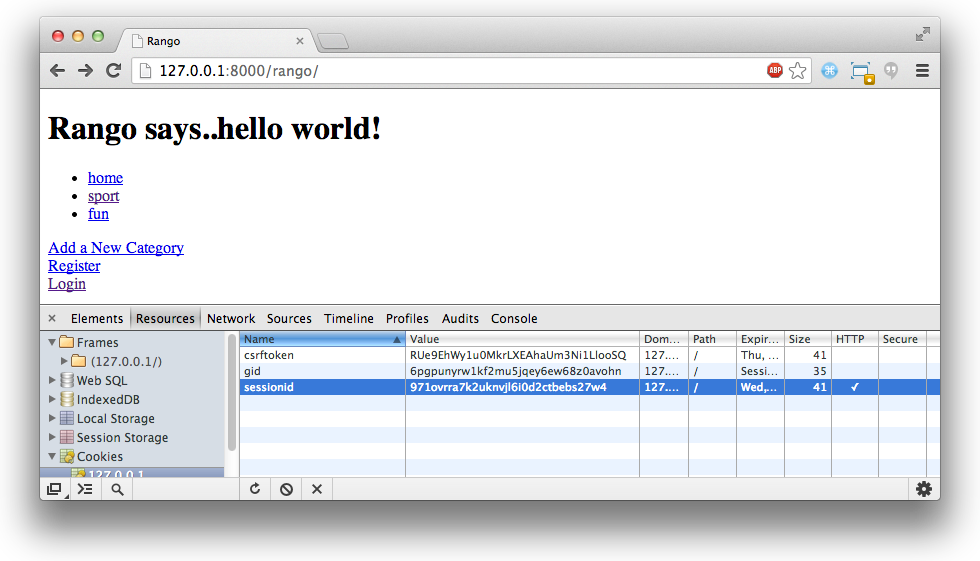 Rango
127.0.0.1:8000/rango/
ABP
Rango says..hello world!
home
sport
fun
Add a New Category
Register
Login
Elements Resources Network Sources Timeline Profiles Audits Console
Frames
(127.0.0.1/)
Web SQL
IndexedDB
Local Storage
Session Storage
Cookies
127.0.0.1
Name Value Dom... Path Expir... Size HTTP Secure
csrftoken RUe9EhWy1u0MkrLXEAhaUm3Ni1LlooSQ 127.... / Thu, ... 41
gid 6pgpunyrw1kf2mu5jqey6ew68z0avohn 127.... / Sessi... 35
sessionid 971ovrra7k2uknvjl6i0d2ctbebs27w4 127.... / Wed,... 41 ✓